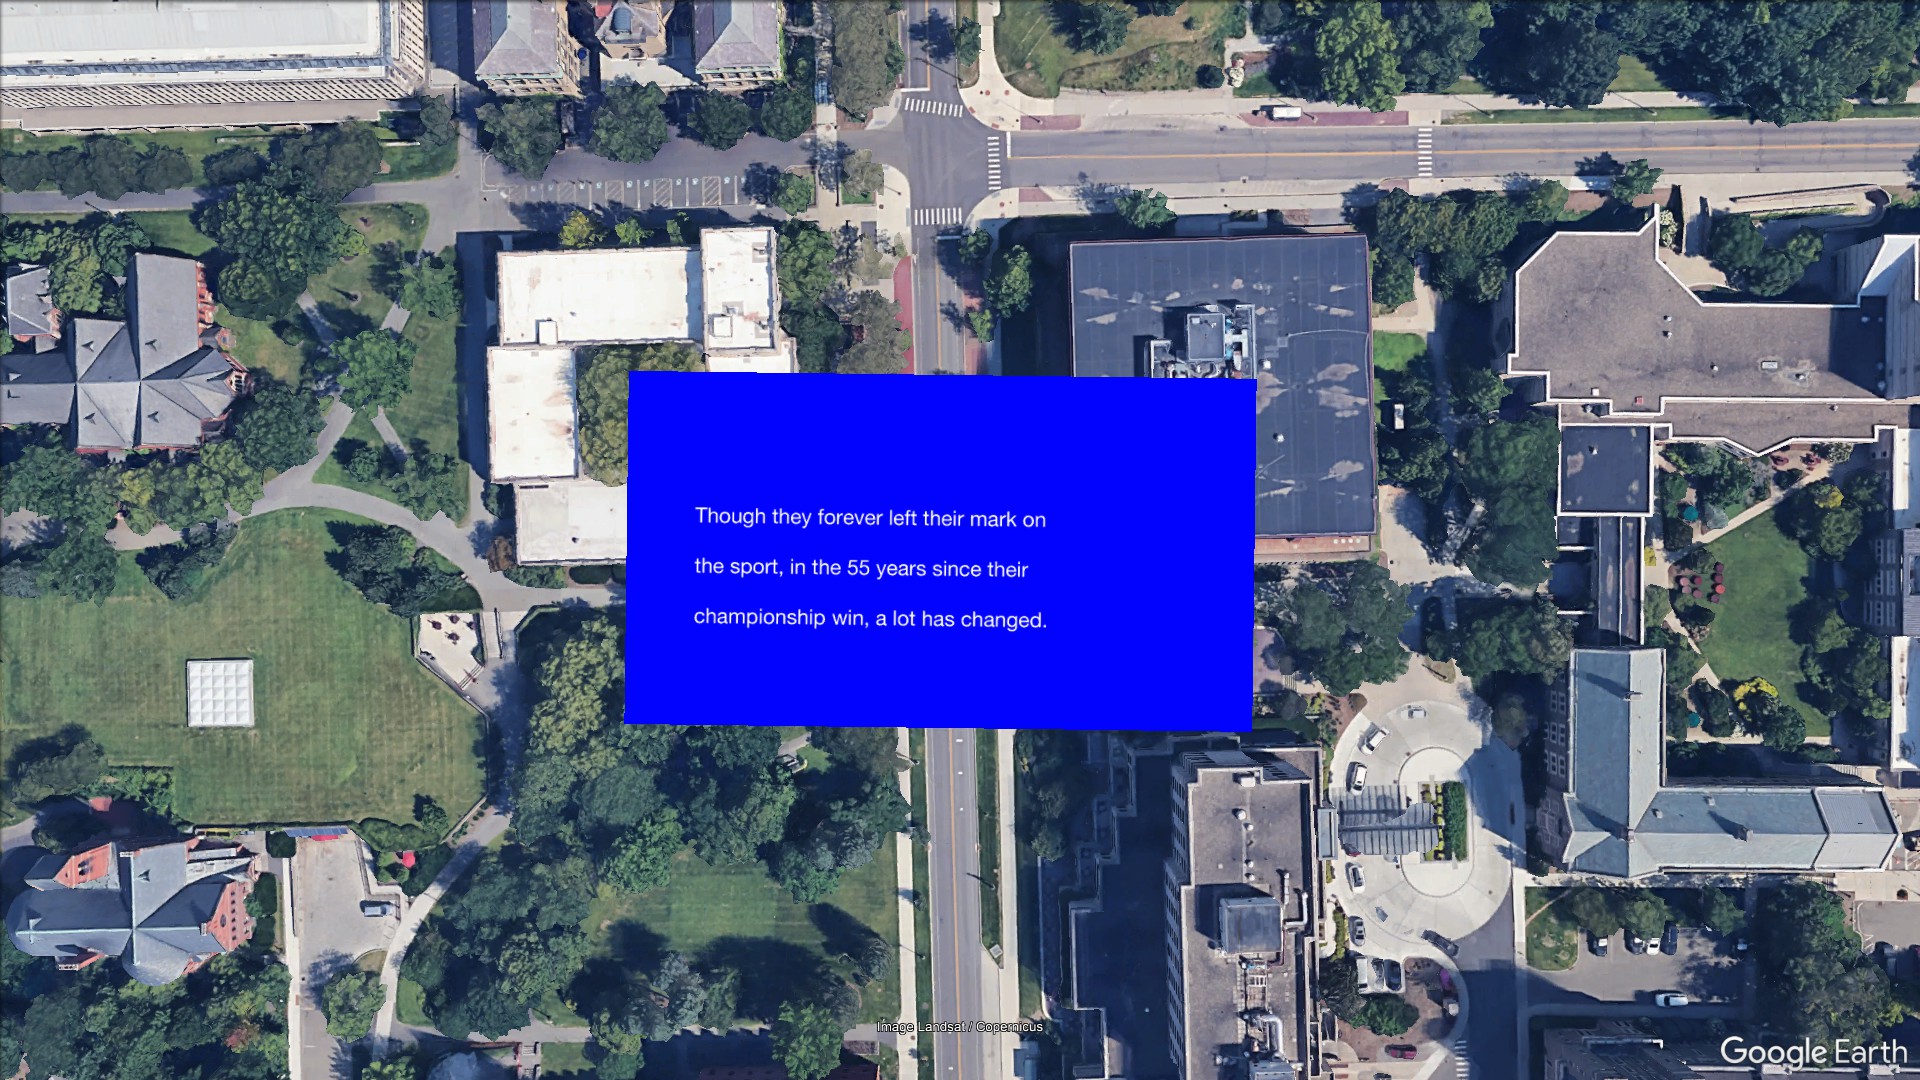 Though they forever left their mark on
the sport, in the 55 years since their
championship win, a lot has changed.
Image Landsat / Copernicus
Google Earth